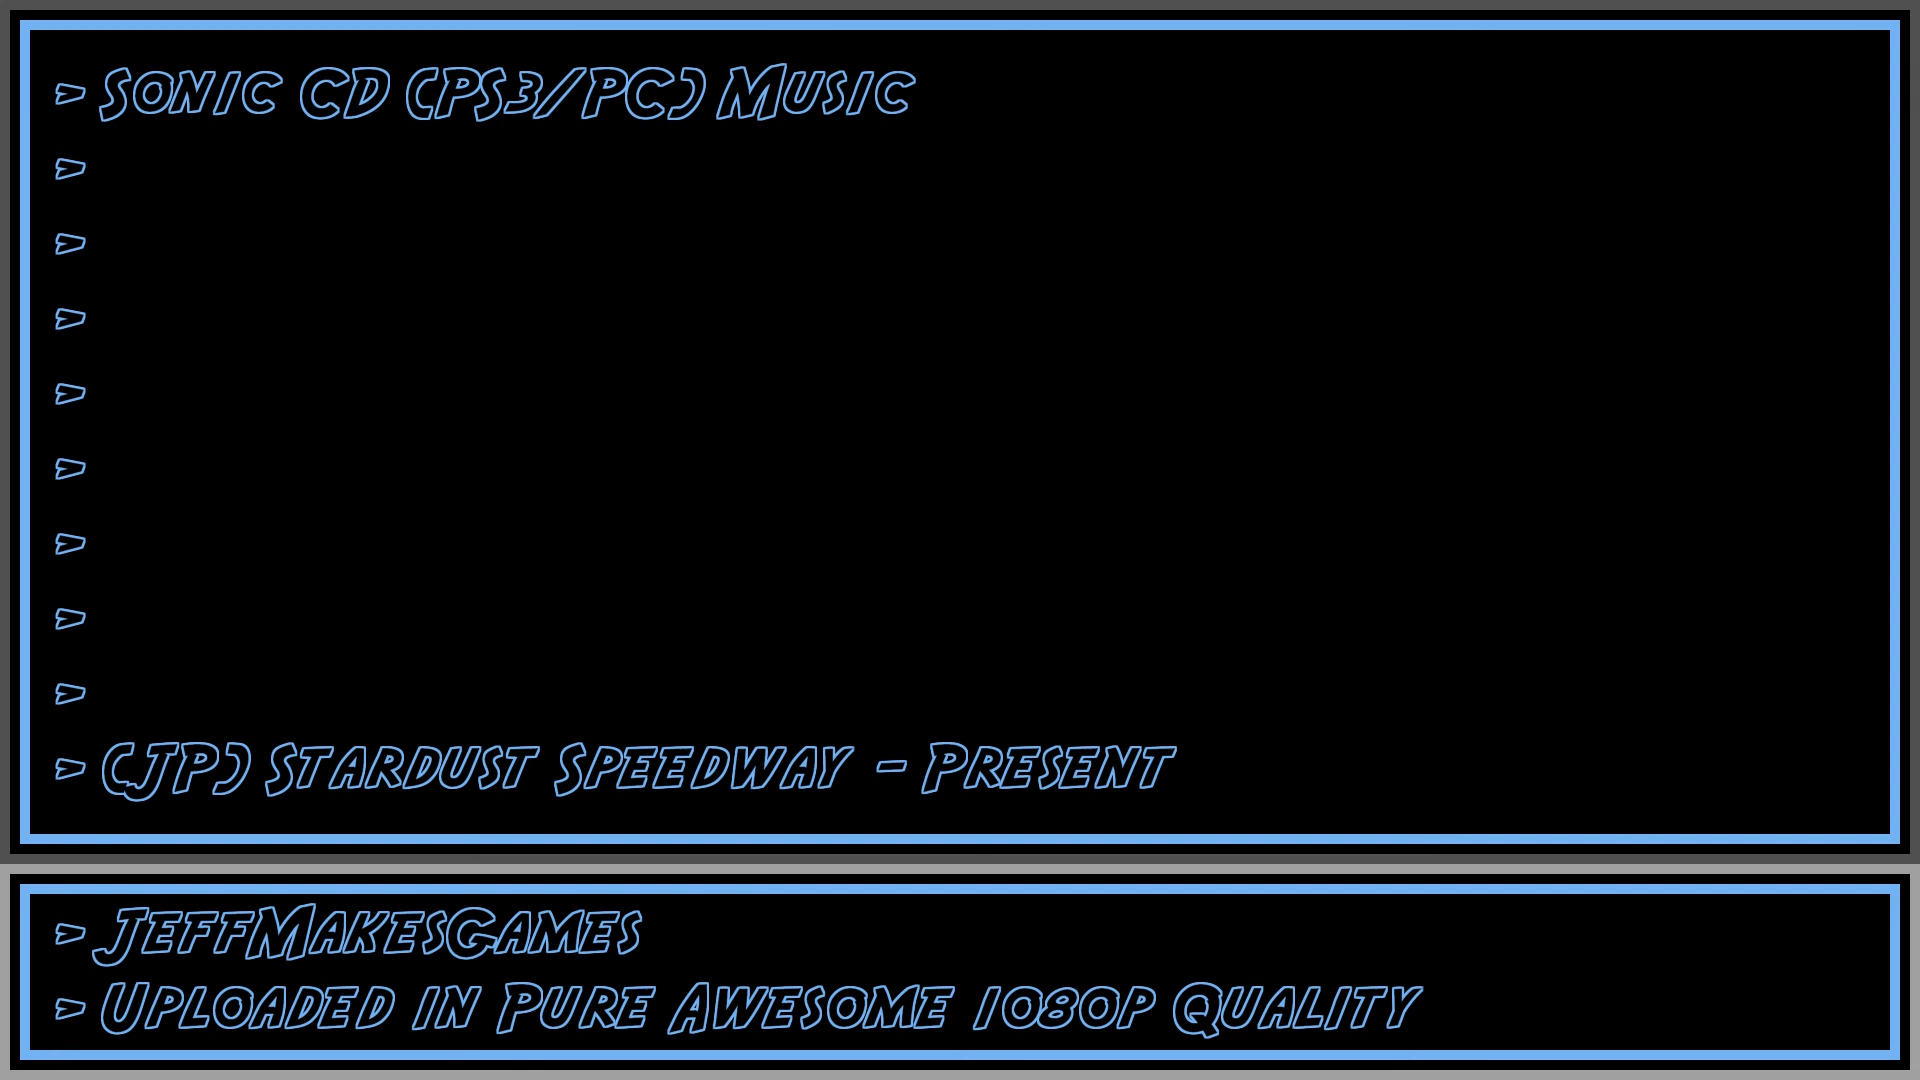 > Sonic CD (PS3/PC) Music
>
>
>
>
>
>
>
>
> (JP) Stardust Speedway - Present
> JeffMakesGames
> Uploaded in Pure Awesome 1080p Quality